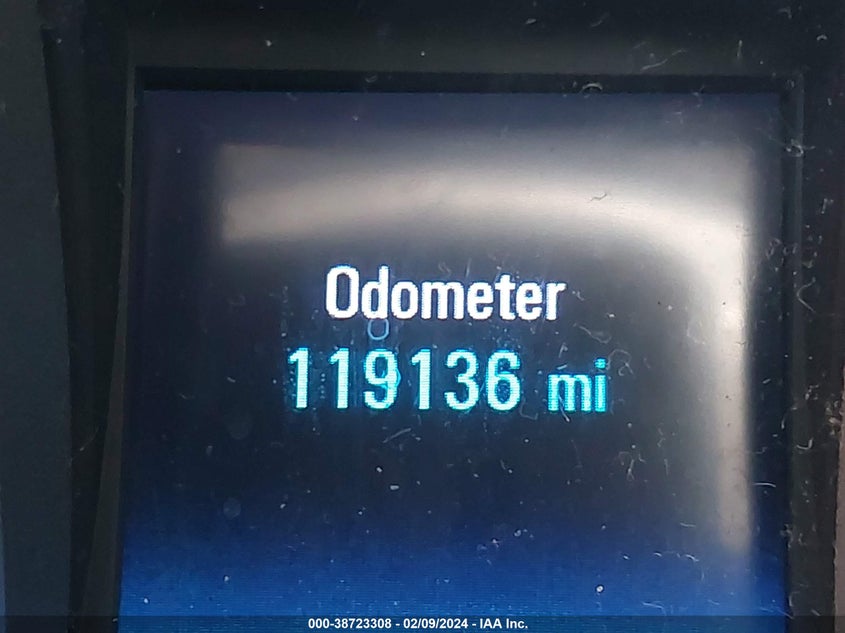 Odometer
119136 mi
000-38723308 - 02/09/2024 - IAA Inc.